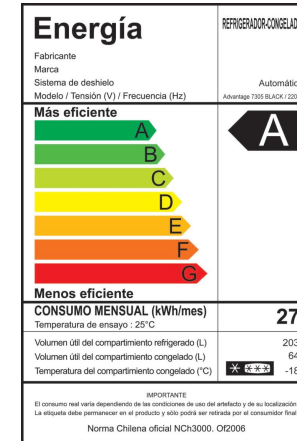 Energía
REFRIGERADOR-CONGELAD
Fabricante
Marca
Sistema de deshielo Automátic
Modelo / Tensión (V) / Frecuencia (Hz) Advantage 7305 BLACK / 220
Más eficiente
A
A
B
C
D
E
F
G
Menos eficiente
CONSUMO MENSUAL (kWh/mes) 27
Temperatura de ensayo : 25°C
Volumen útil del compartimiento refrigerado (L) 203
Volumen útil del compartimiento congelado (L) 64
Temperatura del compartimiento congelado (°C) -18
IMPORTANTE
El consumo real varía dependiendo de las condiciones de uso del artefacto y de su localización
La etiqueta debe permanecer en el producto y sólo podrá ser retirada por el consumidor final
Norma Chilena oficial NCh3000. Of2006